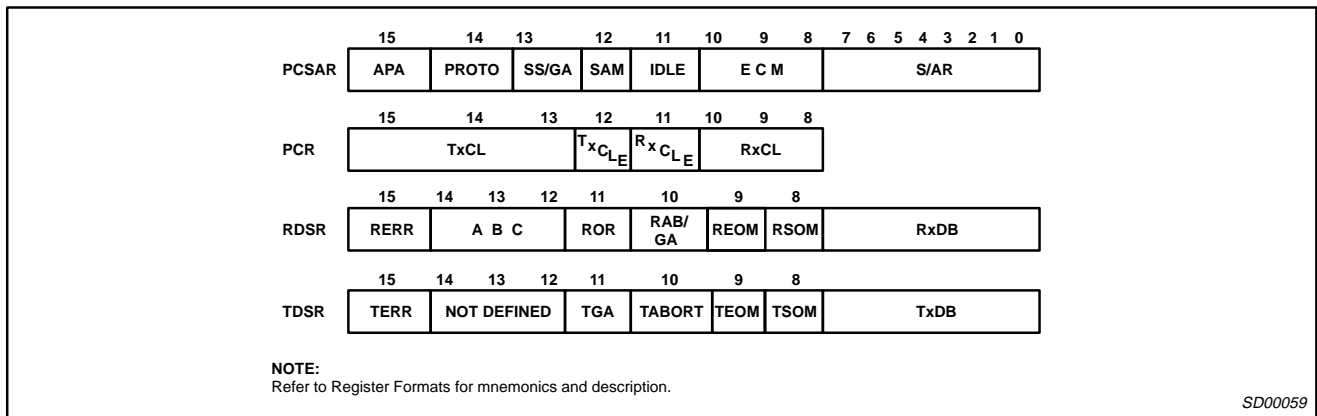 15 14 13 12 11 10 9 8 7 6 5 4 3 2 1 0
PCSAR APA PROTO SS/GA SAM IDLE E C M S/AR
15 14 13 12 11 10 9 8
PCR TxCL TxCLE RxCLE RxCL
15 14 13 12 11 10 9 8
RDSR RERR A B C ROR RAB/ GA REOM RSOM RxDB
15 14 13 12 11 10 9 8
TDSR TERR NOT DEFINED TGA TABORT TEOM TSOM TxDB
NOTE:
Refer to Register Formats for mnemonics and description.
SD00059